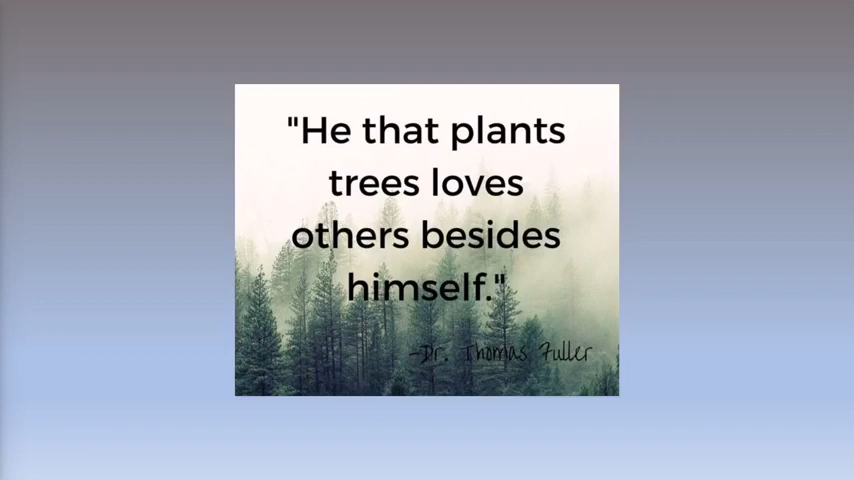 "He that plants
trees loves
others besides
himself."
-Dr. Thomas Fuller